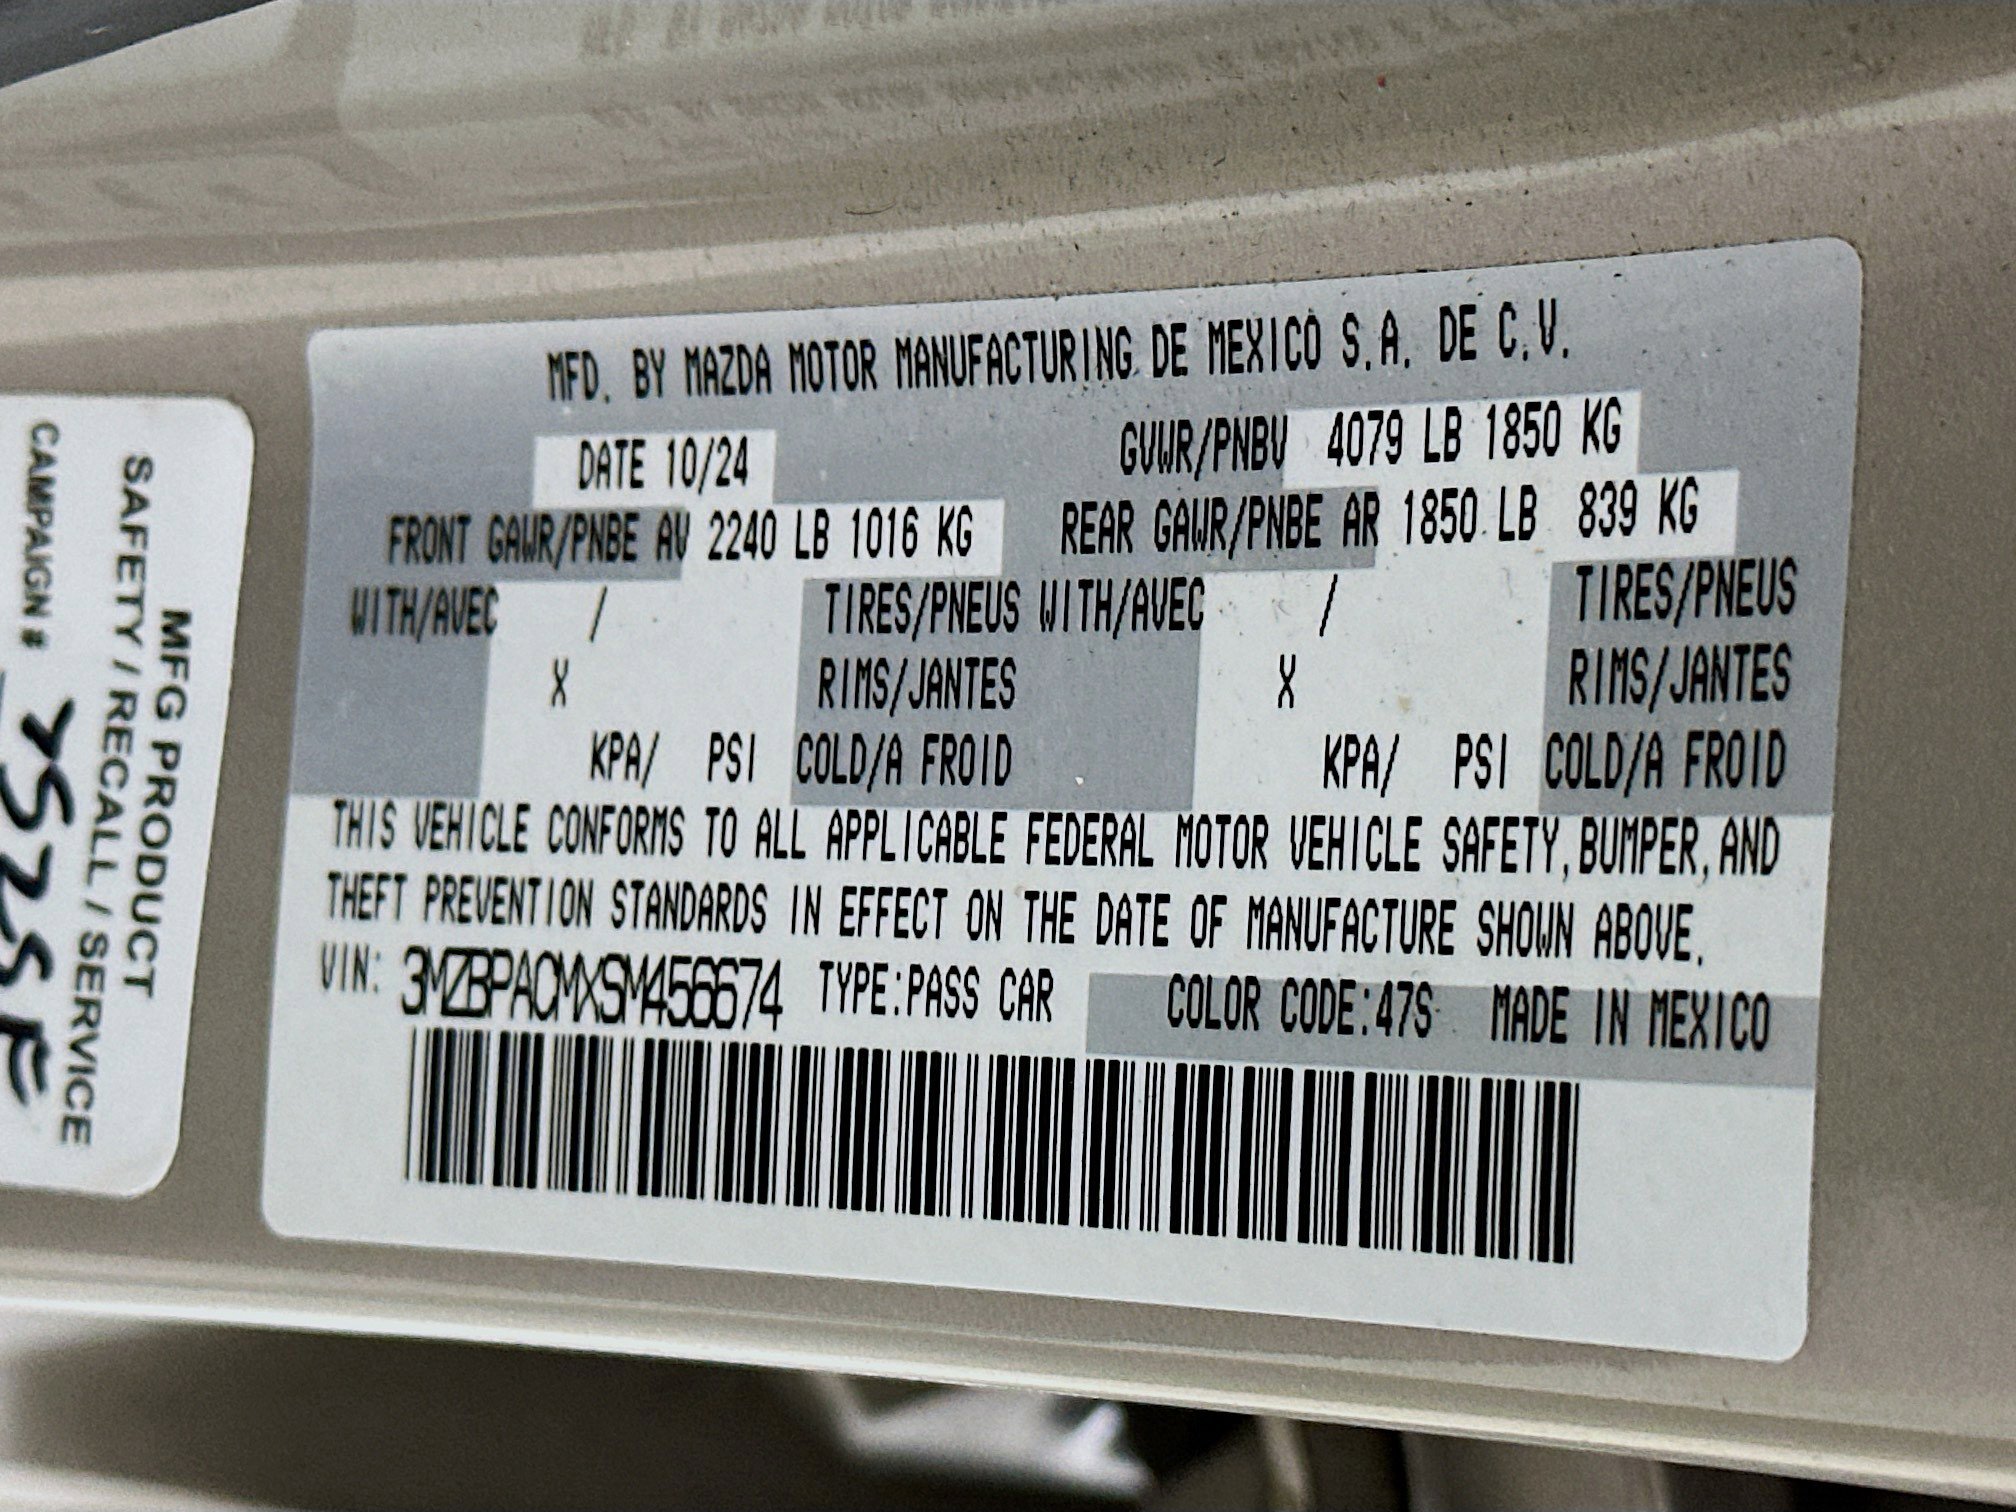 MFG PRODUCT
SAFETY / RECALL / SERVICE
CAMPAIGN #
MFD. BY MAZDA MOTOR MANUFACTURING DE MEXICO S.A. DE C.V.
DATE 10/24 GVWR/PNBV 4079 LB 1850 KG
FRONT GAWR/PNBE AV 2240 LB 1016 KG REAR GAWR/PNBE AR 1850 LB 839 KG
WITH/AVEC / TIRES/PNEUS WITH/AVEC / TIRES/PNEUS
X RIMS/JANTES X RIMS/JANTES
KPA/ PSI COLD/A FROID KPA/ PSI COLD/A FROID
THIS VEHICLE CONFORMS TO ALL APPLICABLE FEDERAL MOTOR VEHICLE SAFETY, BUMPER, AND
THEFT PREVENTION STANDARDS IN EFFECT ON THE DATE OF MANUFACTURE SHOWN ABOVE.
VIN: 3MZBPACMXSM456674 TYPE:PASS CAR COLOR CODE:47S MADE IN MEXICO